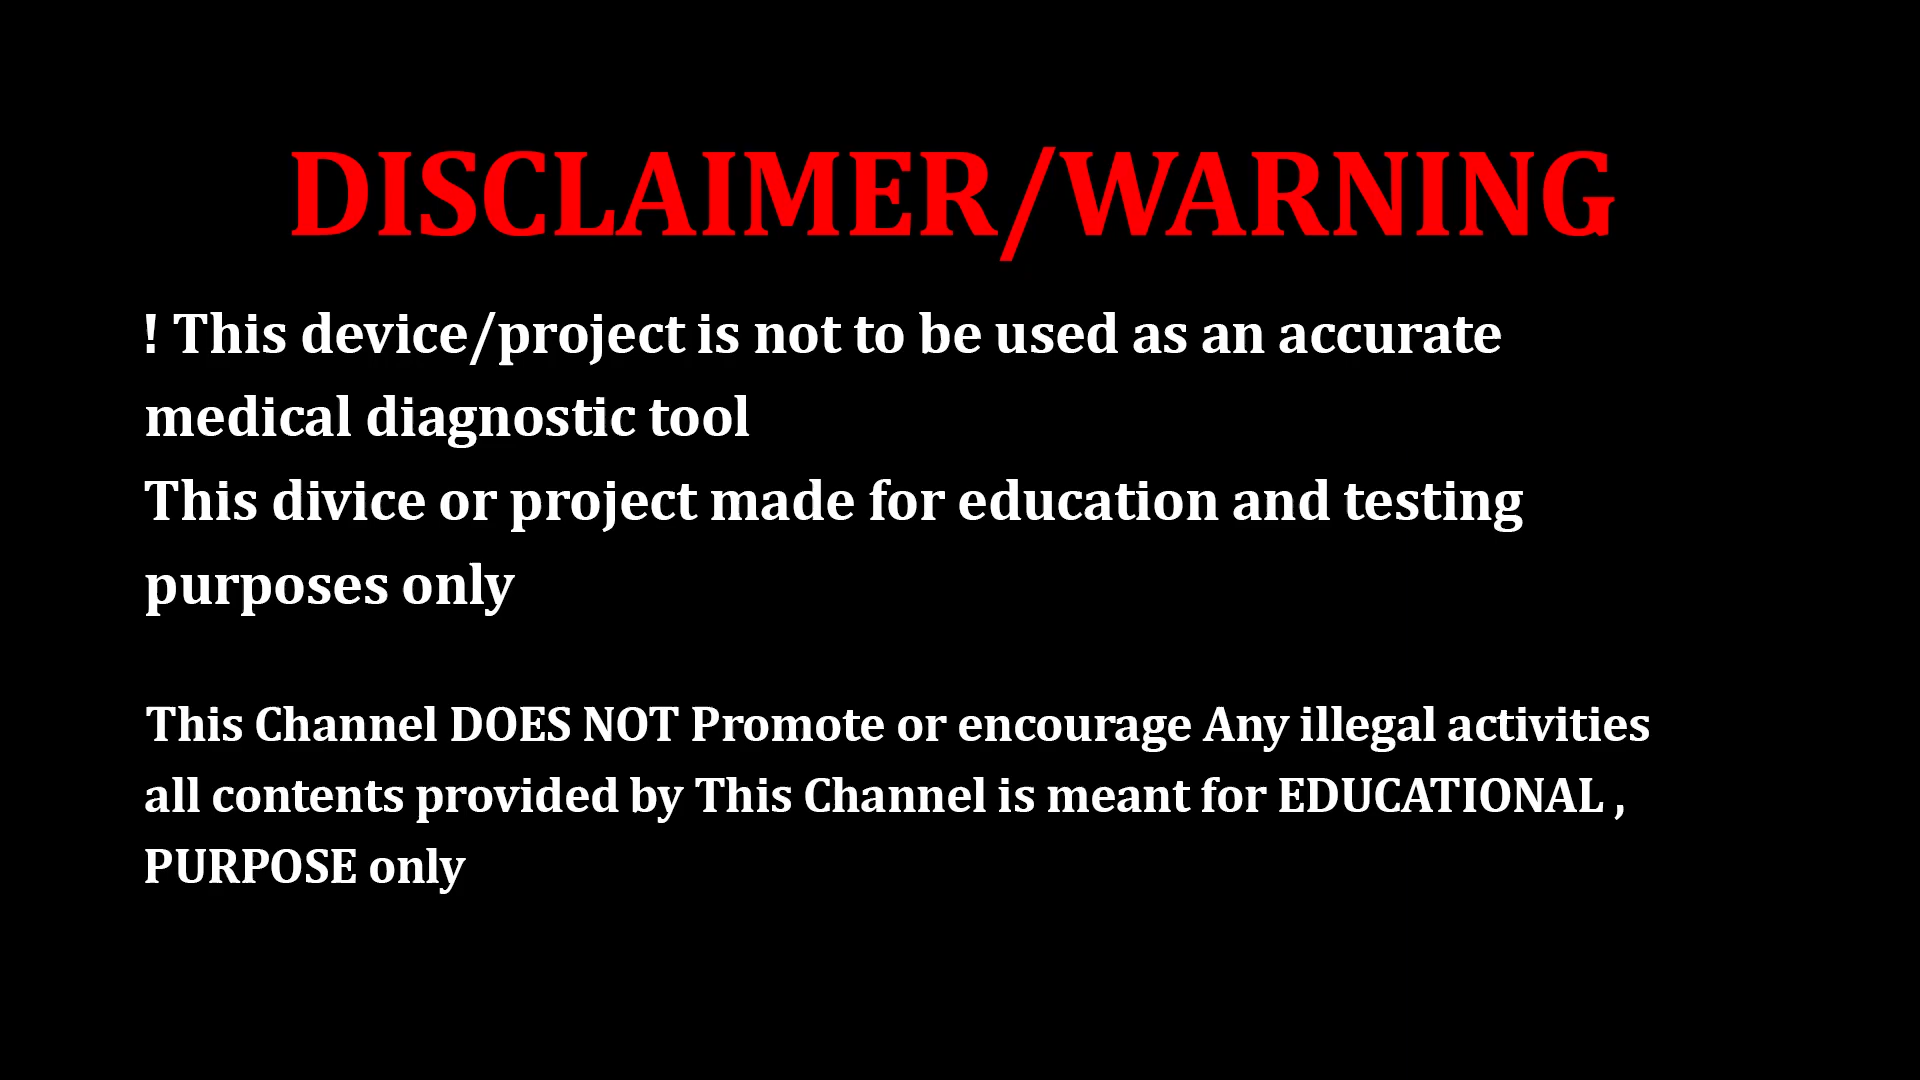 DISCLAIMER/WARNING
! This device/project is not to be used as an accurate
medical diagnostic tool
This divice or project made for education and testing
purposes only
This Channel DOES NOT Promote or encourage Any illegal activities
all contents provided by This Channel is meant for EDUCATIONAL ,
PURPOSE only